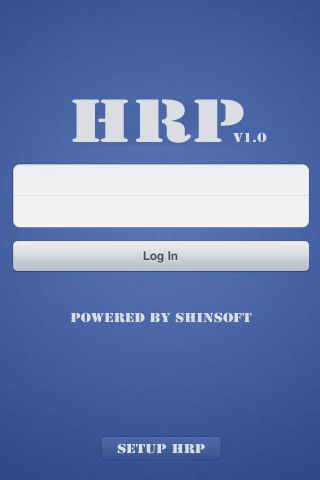 HRP
V1.0
Log In
POWERED BY SHINSOFT
SETUP HRP